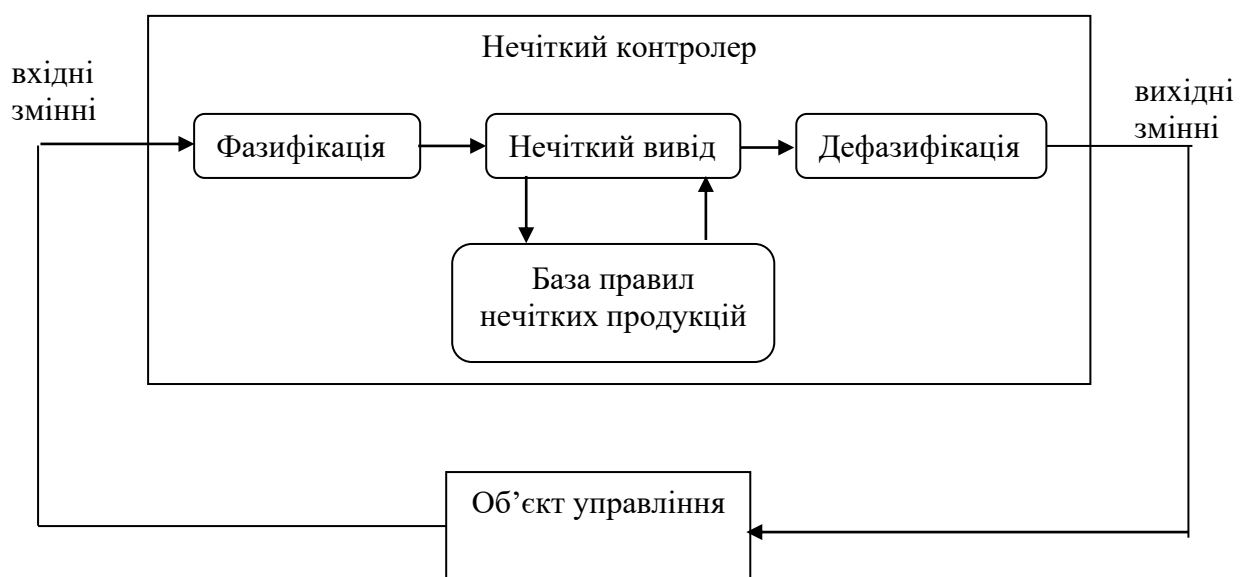 Нечіткий контролер
вхідні
змінні
вихідні
змінні
Фазифікація
Нечіткий вивід
Дефазифікація
База правил
нечітких продукцій
Об’єкт управління